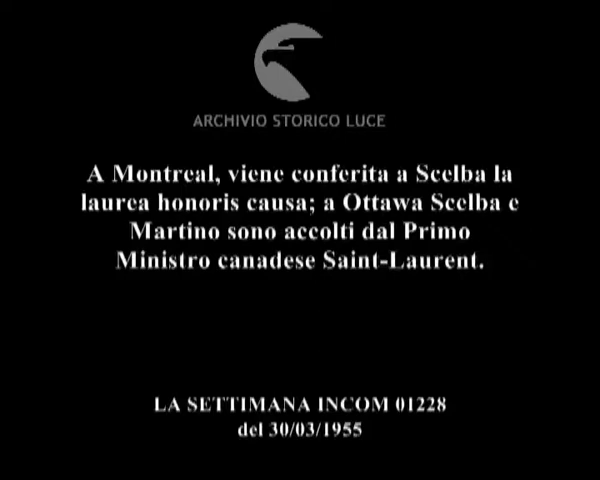 ARCHIVIO STORICO LUCE
A Montreal, viene conferita a Scelba la
laurea honoris causa; a Ottawa Scelba e
Martino sono accolti dal Primo
Ministro canadese Saint-Laurent.
LA SETTIMANA INCOM 01228
del 30/03/1955